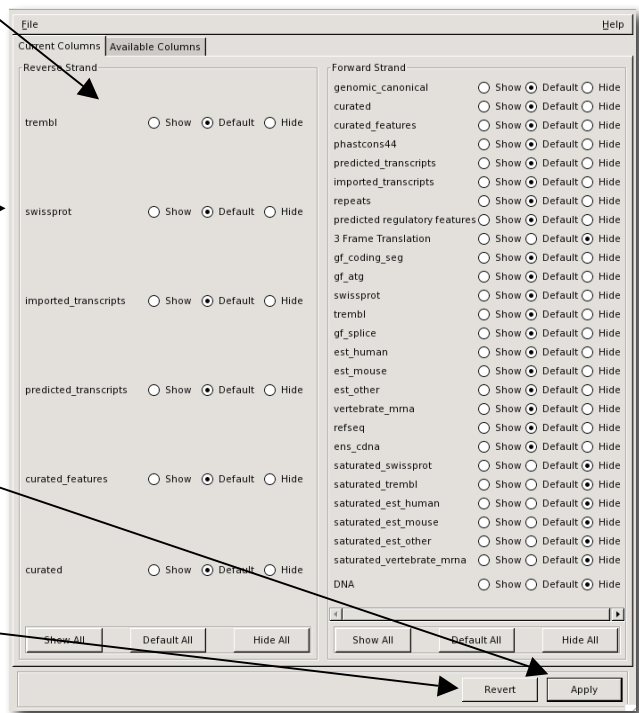 File Help
Current Columns Available Columns
Reverse Strand
trembl Show Default Hide
swissprot Show Default Hide
imported_transcripts Show Default Hide
predicted_transcripts Show Default Hide
curated_features Show Default Hide
curated Show Default Hide
Show All Default All Hide All
Forward Strand
genomic_canonical Show Default Hide
curated Show Default Hide
curated_features Show Default Hide
phastcons44 Show Default Hide
predicted_transcripts Show Default Hide
imported_transcripts Show Default Hide
repeats Show Default Hide
predicted regulatory features Show Default Hide
3 Frame Translation Show Default Hide
gf_coding_seg Show Default Hide
gf_atg Show Default Hide
swissprot Show Default Hide
trembl Show Default Hide
gf_splice Show Default Hide
est_human Show Default Hide
est_mouse Show Default Hide
est_other Show Default Hide
vertebrate_mrna Show Default Hide
refseq Show Default Hide
ens_cdna Show Default Hide
saturated_swissprot Show Default Hide
saturated_trembl Show Default Hide
saturated_est_human Show Default Hide
saturated_est_mouse Show Default Hide
saturated_est_other Show Default Hide
saturated_vertebrate_mrna Show Default Hide
DNA Show Default Hide
Show All Default All Hide All
Revert Apply